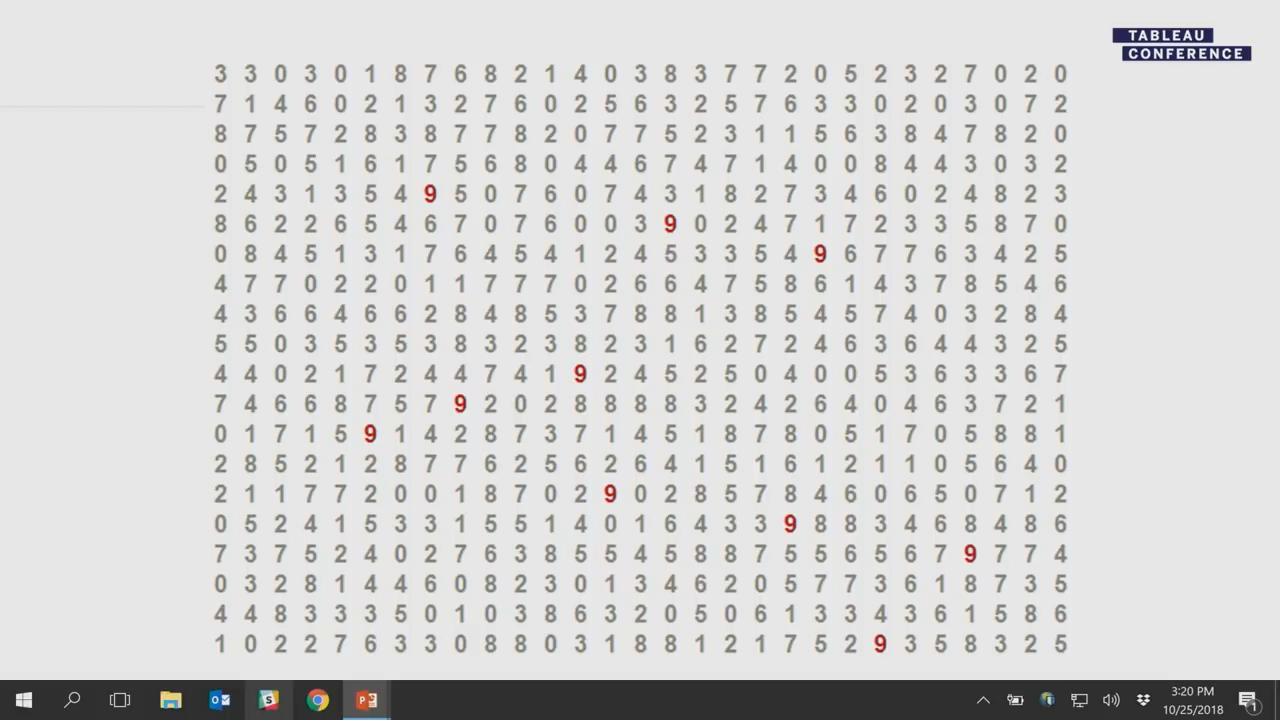 TABLEAU
CONFERENCE
3 3 0 3 0 1 8 7 6 8 2 1 4 0 3 8 3 7 7 2 0 5 2 3 2 7 0 2 0
7 1 4 6 0 2 1 3 2 7 6 0 2 5 6 3 2 5 7 6 3 3 0 2 0 3 0 7 2
8 7 5 7 2 8 3 8 7 7 8 2 0 7 7 5 2 3 1 1 5 6 3 8 4 7 8 2 0
0 5 0 5 1 6 1 7 5 6 8 0 4 4 6 7 4 7 1 4 0 0 8 4 4 3 0 3 2
2 4 3 1 3 5 4 9 5 0 7 6 0 7 4 3 1 8 2 7 3 4 6 0 2 4 8 2 3
8 6 2 2 6 5 4 6 7 0 7 6 0 0 3 9 0 2 4 7 1 7 2 3 3 5 8 7 0
0 8 4 5 1 3 1 7 6 4 5 4 1 2 4 5 3 3 5 4 9 6 7 7 6 3 4 2 5
4 7 7 0 2 2 0 1 1 7 7 7 0 2 6 6 4 7 5 8 6 1 4 3 7 8 5 4 6
4 3 6 6 4 6 6 2 8 4 8 5 3 7 8 8 1 3 8 5 4 5 7 4 0 3 2 8 4
5 5 0 3 5 3 5 3 8 3 2 3 8 2 3 1 6 2 7 2 4 6 3 6 4 4 3 2 5
4 4 0 2 1 7 2 4 4 7 4 1 9 2 4 5 2 5 0 4 0 0 5 3 6 3 3 6 7
7 4 6 6 8 7 5 7 9 2 0 2 8 8 8 8 3 2 4 2 6 4 0 4 6 3 7 2 1
0 1 7 1 5 9 1 4 2 8 7 3 7 1 4 5 1 8 7 8 0 5 1 7 0 5 8 8 1
2 8 5 2 1 2 8 7 7 6 2 5 6 2 6 4 1 5 1 6 1 2 1 1 0 5 6 4 0
2 1 1 7 7 2 0 0 1 8 7 0 2 9 0 2 8 5 7 8 4 6 0 6 5 0 7 1 2
0 5 2 4 1 5 3 3 1 5 5 1 4 0 1 6 4 3 3 9 8 8 3 4 6 8 4 8 6
7 3 7 5 2 4 0 2 7 6 3 8 5 5 4 5 8 8 7 5 5 6 5 6 7 9 7 7 4
0 3 2 8 1 4 4 6 0 8 2 3 0 1 3 4 6 2 0 5 7 7 3 6 1 8 7 3 5
4 4 8 3 3 3 5 0 1 0 3 8 6 3 2 0 5 0 6 1 3 3 4 3 6 1 5 8 6
1 0 2 2 7 6 3 3 0 8 8 0 3 1 8 8 1 2 1 7 5 2 9 3 5 8 3 2 5
3:20 PM
10/25/2018
1